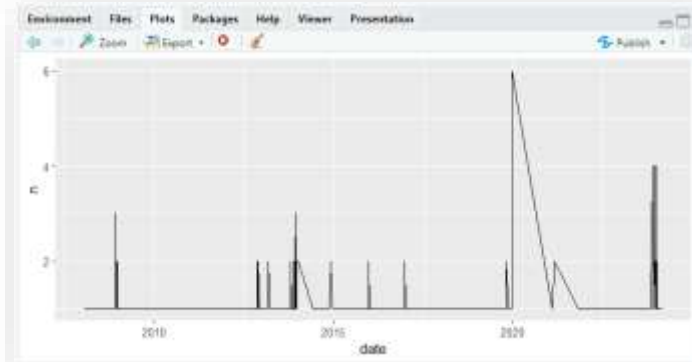 Environment Files Plots Packages Help Viewer Presentation
Zoom Export Publish
6
4
n
2
2010 2015 2020
date